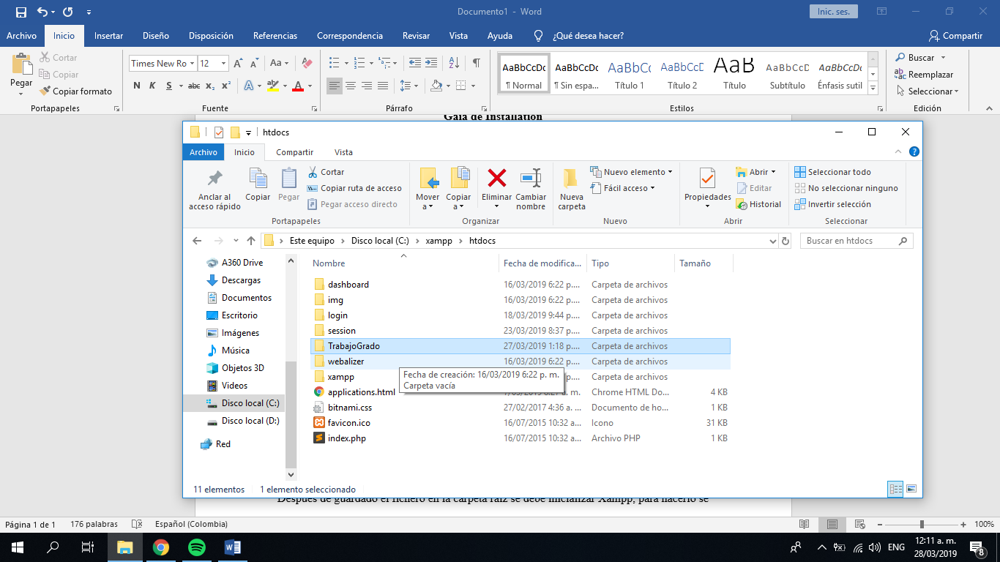 Documento1 - Word
Inic. ses.
Archivo Inicio Insertar Diseño Disposición Referencias Correspondencia Revisar Vista Ayuda ¿Qué desea hacer? Compartir
Pegar
Cortar
Copiar
Copiar formato
Portapapeles
Times New Ro 12
N K S abc x₂ x²
Fuente
Párrafo
AaBbCcDc AaBbCcDc AaBbCc AaBbCcD AaB AaBbCcD AaBbCcDc
¶ Normal ¶ Sin espa... Título 1 Título 2 Título Subtítulo Énfasis sutil
Estilos
Buscar
Reemplazar
Seleccionar
Edición
htdocs
Archivo Inicio Compartir Vista
Anclar al acceso rápido
Copiar
Pegar
Cortar
Copiar ruta de acceso
Pegar acceso directo
Portapapeles
Mover a
Copiar a
Eliminar
Cambiar nombre
Organizar
Nueva carpeta
Nuevo elemento
Fácil acceso
Nuevo
Propiedades
Abrir
Editar
Historial
Abrir
Seleccionar todo
No seleccionar ninguno
Invertir selección
Seleccionar
Este equipo > Disco local (C:) > xampp > htdocs
Buscar en htdocs
A360 Drive
Descargas
Documentos
Escritorio
Imágenes
Música
Objetos 3D
Videos
Disco local (C:)
Disco local (D:)
Red
Nombre Fecha de modifica... Tipo Tamaño
dashboard 16/03/2019 6:22 p.... Carpeta de archivos
img 16/03/2019 6:22 p.... Carpeta de archivos
login 18/03/2019 9:44 p.... Carpeta de archivos
session 23/03/2019 8:37 p.... Carpeta de archivos
TrabajoGrado 27/03/2019 1:18 p.... Carpeta de archivos
webalizer 16/03/2019 6:22 p.... Carpeta de archivos
xampp p.... Carpeta de archivos
Fecha de creación: 16/03/2019 6:22 p. m.
Carpeta vacía
applications.html Chrome HTML Do... 4 KB
bitnami.css 27/02/2017 4:36 a. ... Documento de ho... 1 KB
favicon.ico 16/07/2015 10:32 a... Icono 31 KB
index.php 16/07/2015 10:32 a... Archivo PHP 1 KB
11 elementos 1 elemento seleccionado
Después de guardado el fichero en la carpeta raíz se debe inicializar Xampp, para hacerlo se
Página 1 de 1 176 palabras Español (Colombia) 100%
ENG
12:11 a. m.
28/03/2019
8